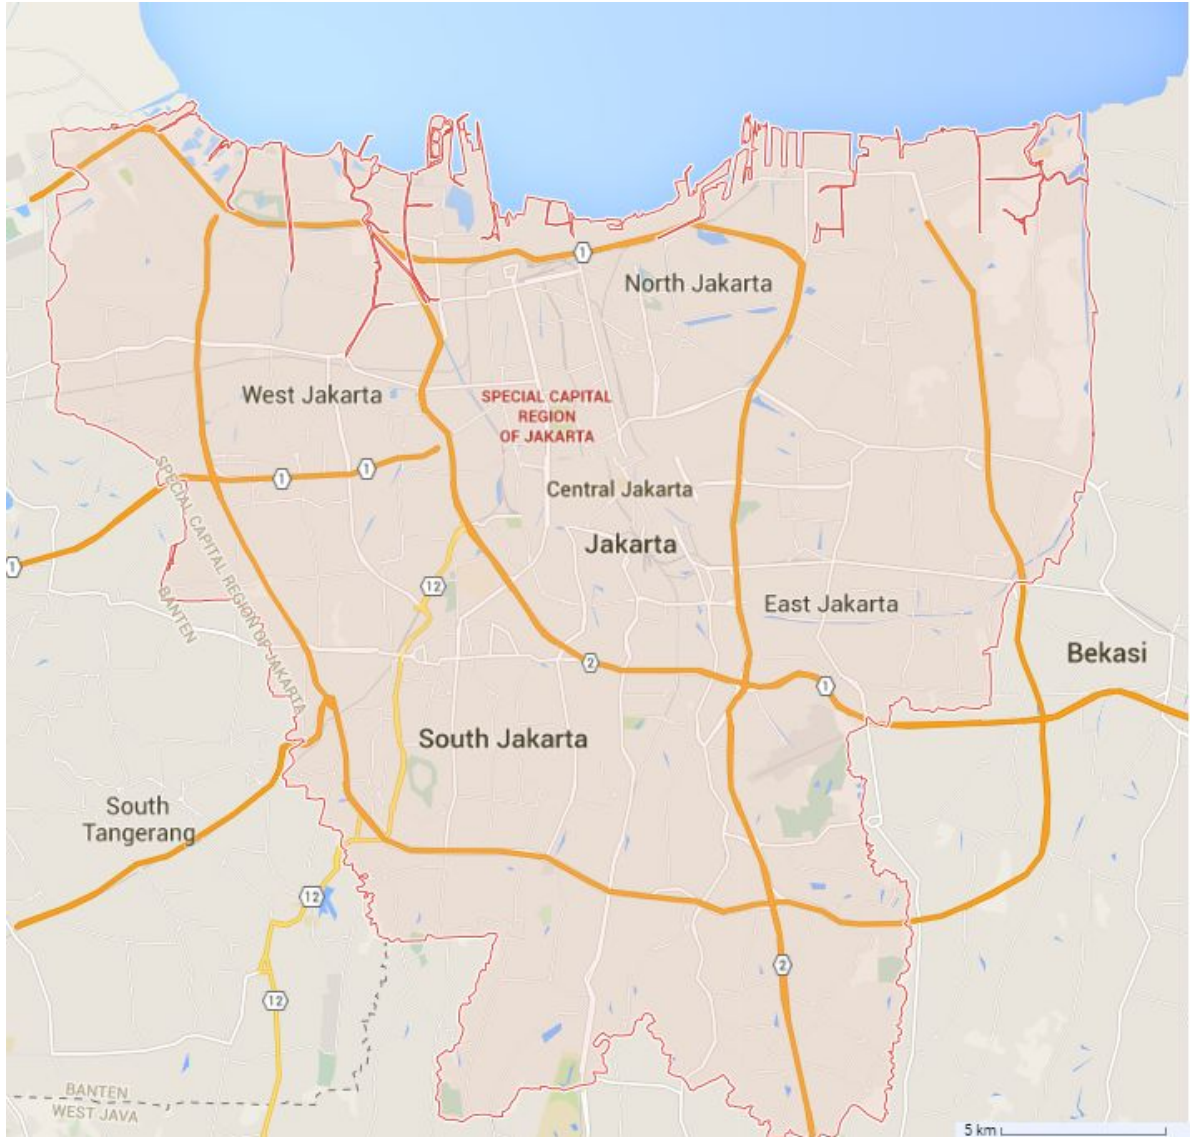 1
North Jakarta
West Jakarta
SPECIAL CAPITAL
REGION
OF JAKARTA
1
1
SPECIAL CAPITAL REGION OF JAKARTA
BANTEN
Central Jakarta
Jakarta
1
12
East Jakarta
2
Bekasi
1
South Jakarta
South
Tangerang
12
2
12
BANTEN
WEST JAVA
5 km